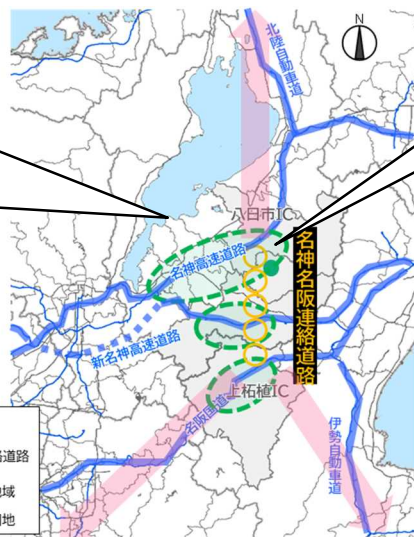 N
北陸自動車道
八日市IC
名神高速道路
名神名阪連絡道路
新名神高速道路
上柘植IC
名阪国道
伊勢自動車道
絡道路
地域